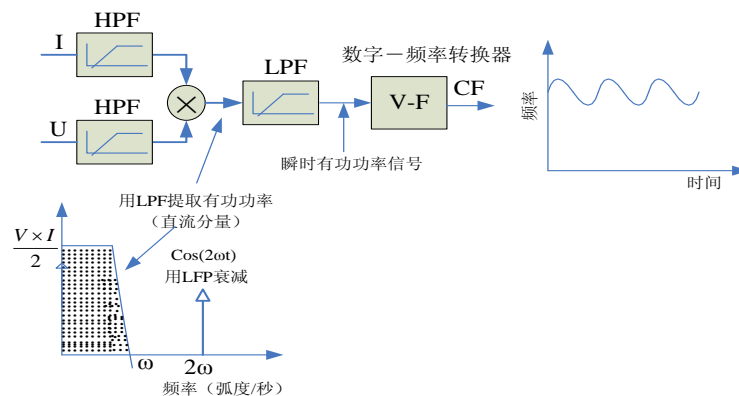 HPF
I
HPF
U
LPF
数字－频率转换器
V-F
CF
瞬时有功功率信号
频率
时间
用LPF提取有功功率
（直流分量）
V×I
2
Cos(2ωt)
用LFP衰减
ω
2ω
频率（弧度/秒）